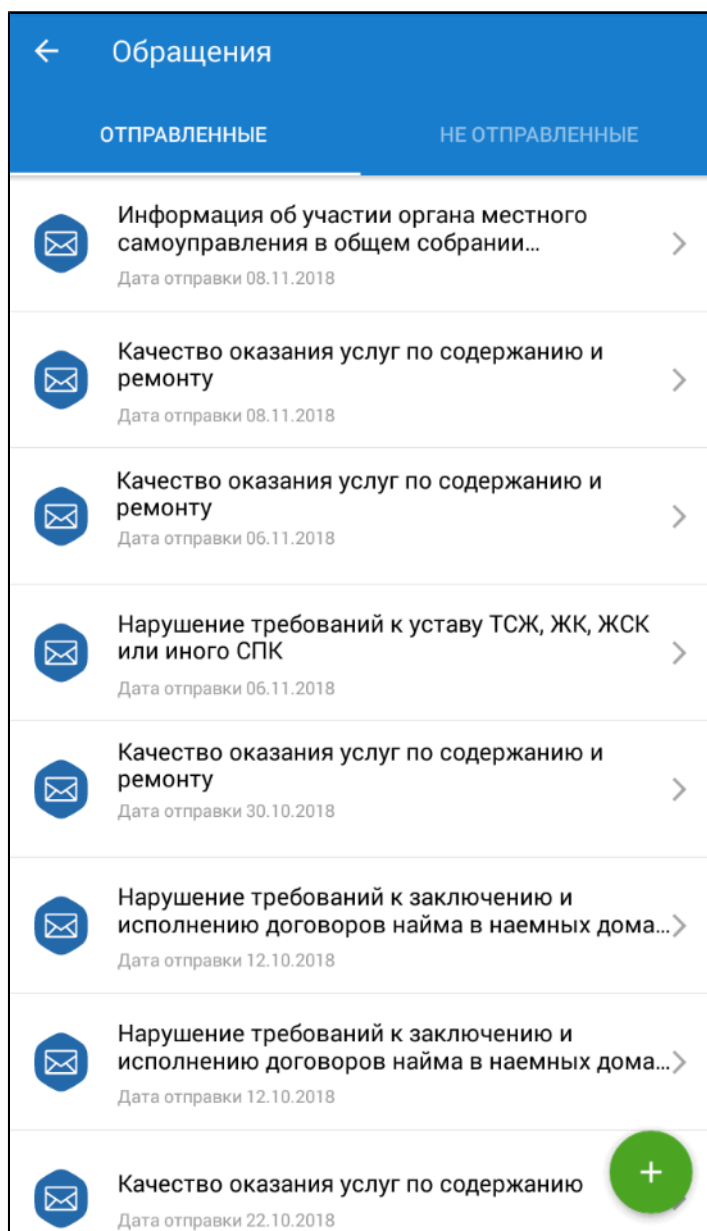 Обращения
ОТПРАВЛЕННЫЕ
НЕ ОТПРАВЛЕННЫЕ
Информация об участии органа местного
самоуправления в общем собрании...
Дата отправки 08.11.2018
Качество оказания услуг по содержанию и
ремонту
Дата отправки 08.11.2018
Качество оказания услуг по содержанию и
ремонту
Дата отправки 06.11.2018
Нарушение требований к уставу ТСЖ, ЖК, ЖСК
или иного СПК
Дата отправки 06.11.2018
Качество оказания услуг по содержанию и
ремонту
Дата отправки 30.10.2018
Нарушение требований к заключению и
исполнению договоров найма в наемных дома...
Дата отправки 12.10.2018
Нарушение требований к заключению и
исполнению договоров найма в наемных дома...
Дата отправки 12.10.2018
Качество оказания услуг по содержанию
Дата отправки 22.10.2018